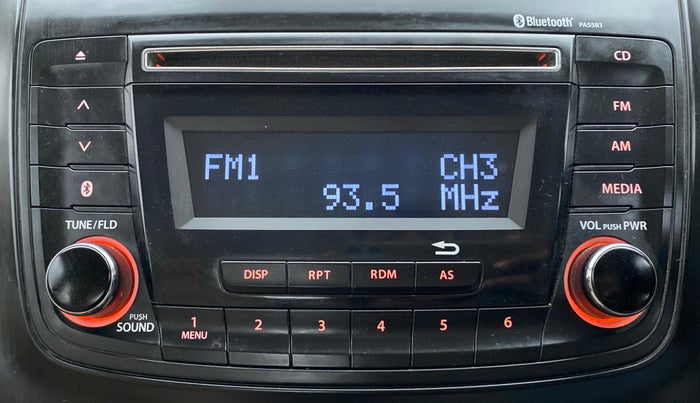 Bluetooth® PA55R1
CD
FM
AM
MEDIA
FM1 CH3
93.5 MHz
TUNE/FLD
VOL PUSH PWR
DISP RPT RDM AS
PUSH
SOUND
1 2 3 4 5 6
MENU